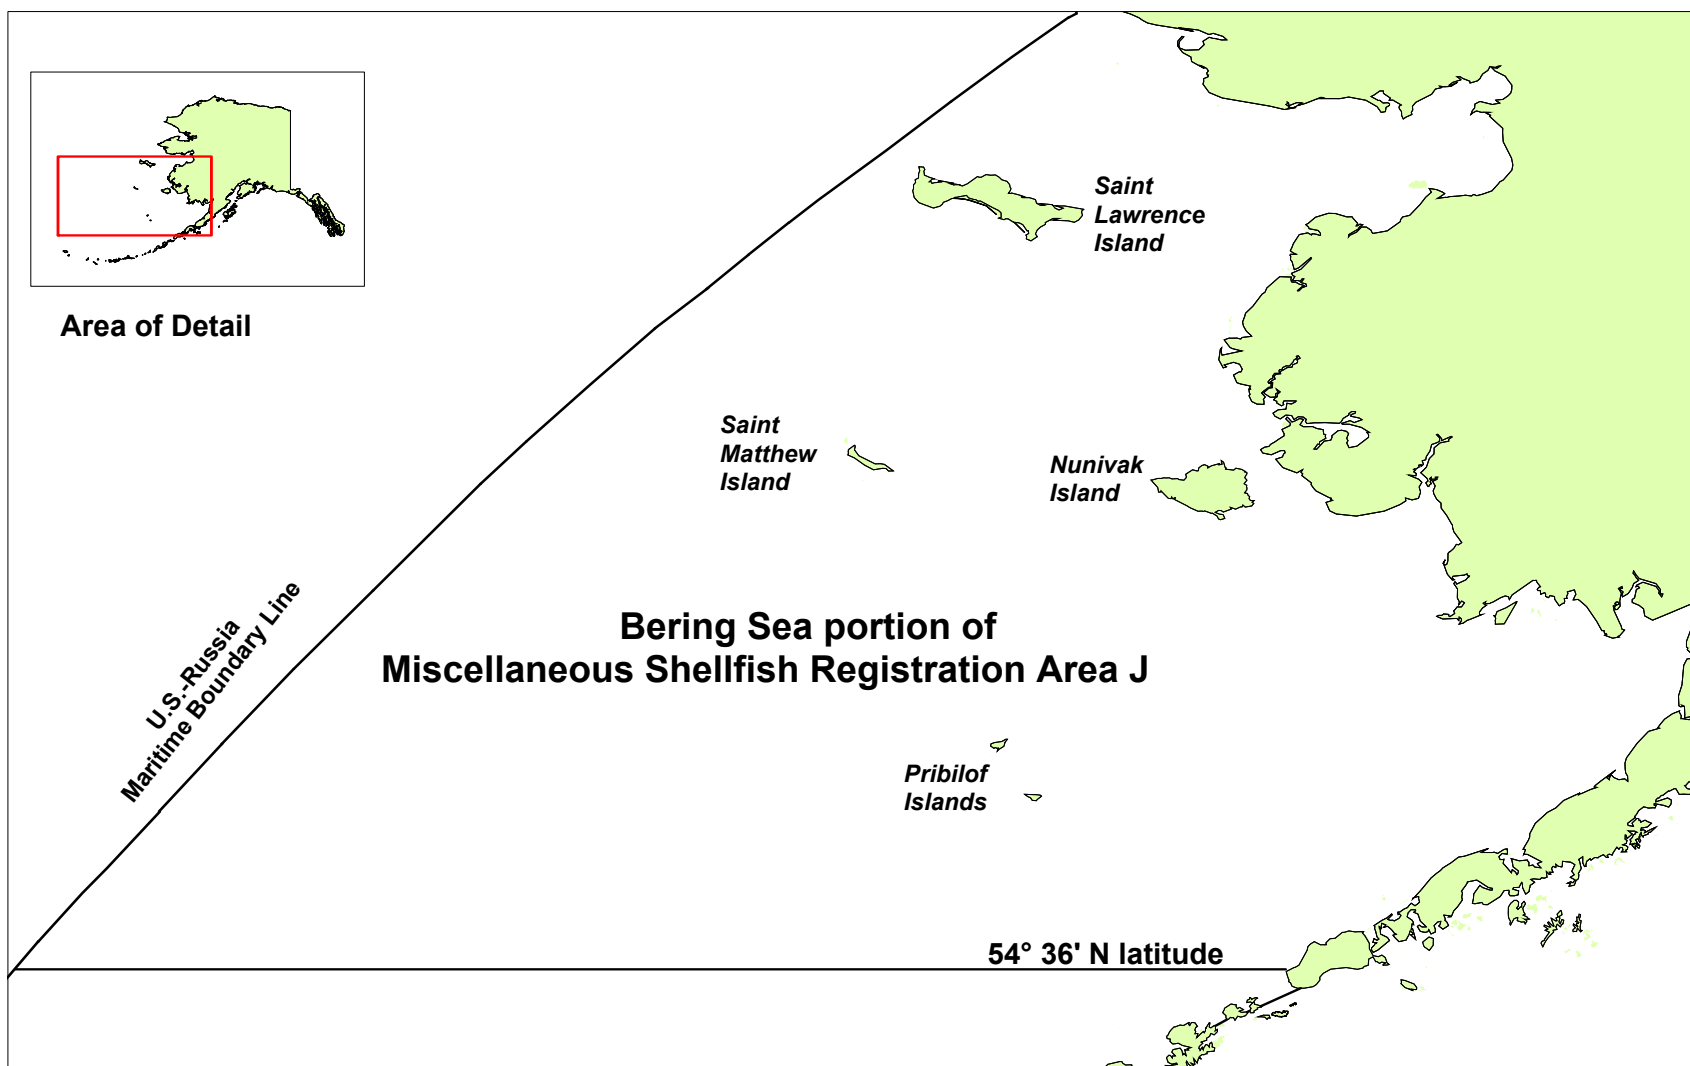 Area of Detail
Saint
Lawrence
Island
Saint
Matthew
Island
Nunivak
Island
U.S.-Russia
Maritime Boundary Line
Bering Sea portion of
Miscellaneous Shellfish Registration Area J
Pribilof
Islands
54° 36' N latitude